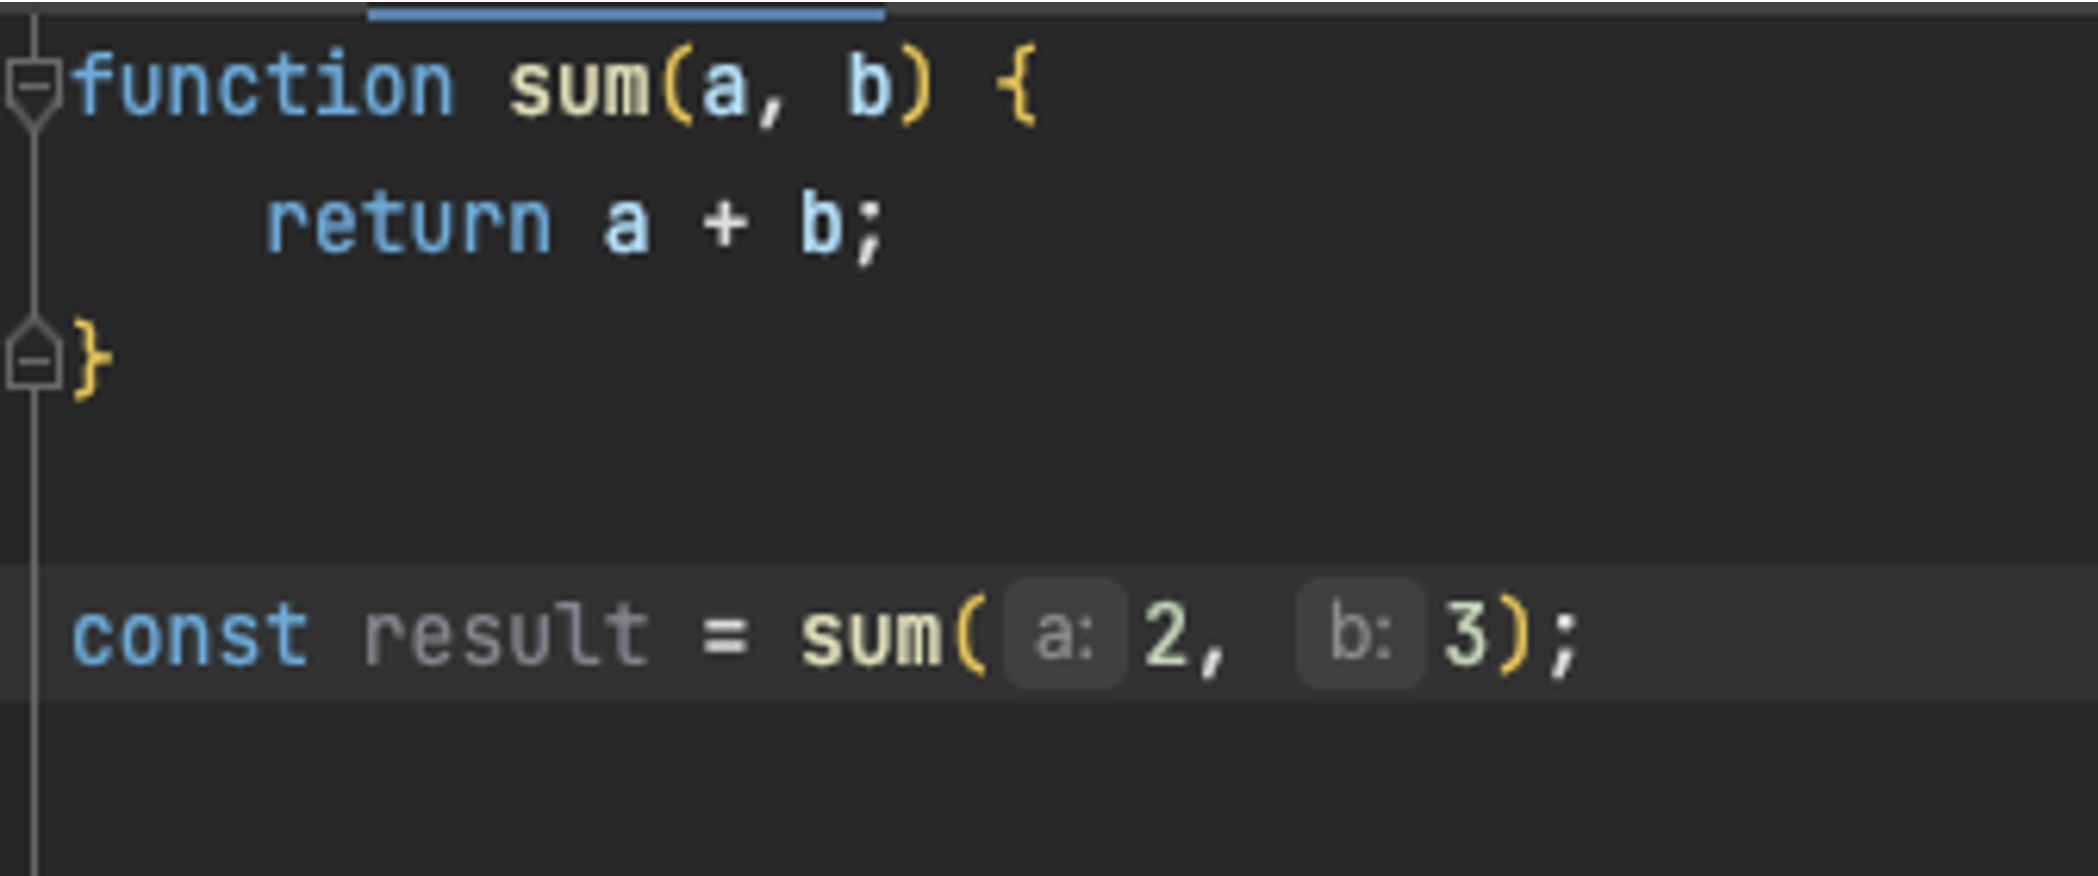 function sum(a, b) {
    return a + b;
}
const result = sum( a: 2, b: 3);